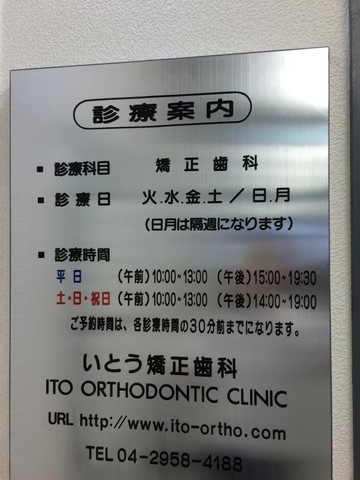 診療案内
■ 診療科目 矯正歯科
■ 診療日 火.水.金.土／日.月
(日月は隔週になります)
■ 診療時間
平日 (午前)10:00~13:00 (午後)15:00~19:30
土・日・祝日 (午前)10:00~13:00 (午後)14:00~19:00
ご予約時間は、各診療時間の30分前までになります。
いとう矯正歯科
ITO ORTHODONTIC CLINIC
URL http://www.ito-ortho.com
TEL 04-2958-4188